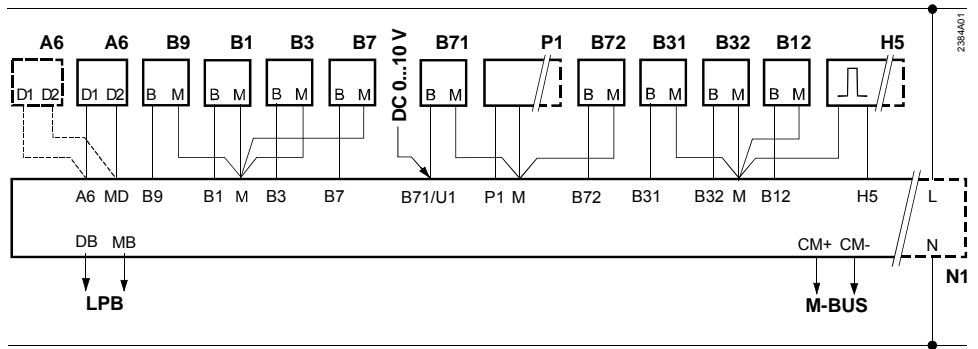 A6 A6 B9 B1 B3 B7 B71 P1 B72 B31 B32 B12 H5
DC 0...10 V
2384A01
D1 D2 D1 D2 B M B M B M B M B M B M B M B M B M
A6 MD B9 B1 M B3 B7 B71/U1 P1 M B72 B31 B32 M B12 H5 L
DB MB CM+ CM- N
N1
LPB M-BUS